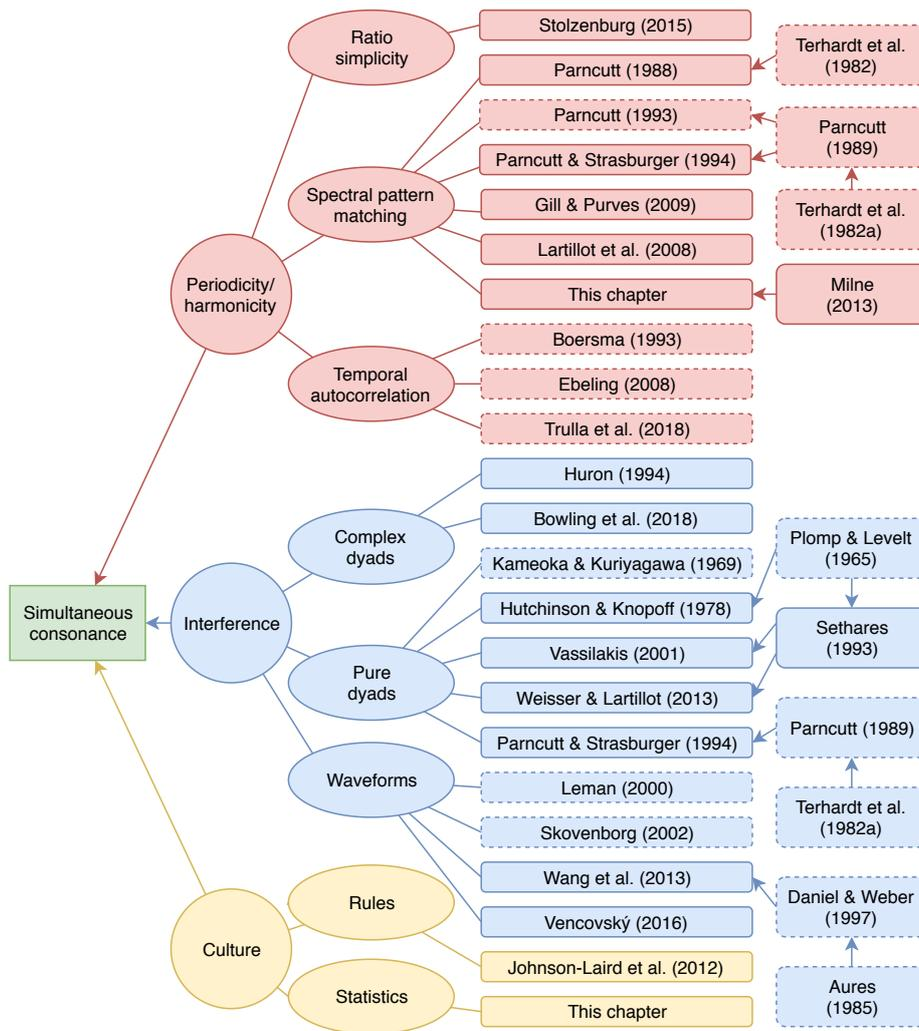 Ratio
simplicity
Stolzenburg (2015)
Parncutt (1988)
Terhardt et al.
(1982)
Parncutt (1993)
Parncutt
(1989)
Parncutt & Strasburger (1994)
Spectral pattern
matching
Gill & Purves (2009)
Terhardt et al.
(1982a)
Lartillot et al. (2008)
Periodicity/
harmonicity
This chapter
Milne
(2013)
Boersma (1993)
Temporal
autocorrelation
Ebeling (2008)
Trulla et al. (2018)
Huron (1994)
Complex
dyads
Bowling et al. (2018)
Plomp & Levelt
(1965)
Kameoka & Kuriyagawa (1969)
Simultaneous
consonance
Interference
Hutchinson & Knopoff (1978)
Sethares
(1993)
Vassilakis (2001)
Pure
dyads
Weisser & Lartillot (2013)
Parncutt & Strasburger (1994)
Parncutt (1989)
Waveforms
Leman (2000)
Terhardt et al.
(1982a)
Skovenborg (2002)
Wang et al. (2013)
Daniel & Weber
(1997)
Rules
Vencovský (2016)
Culture
Johnson-Laird et al. (2012)
Statistics
This chapter
Aures
(1985)